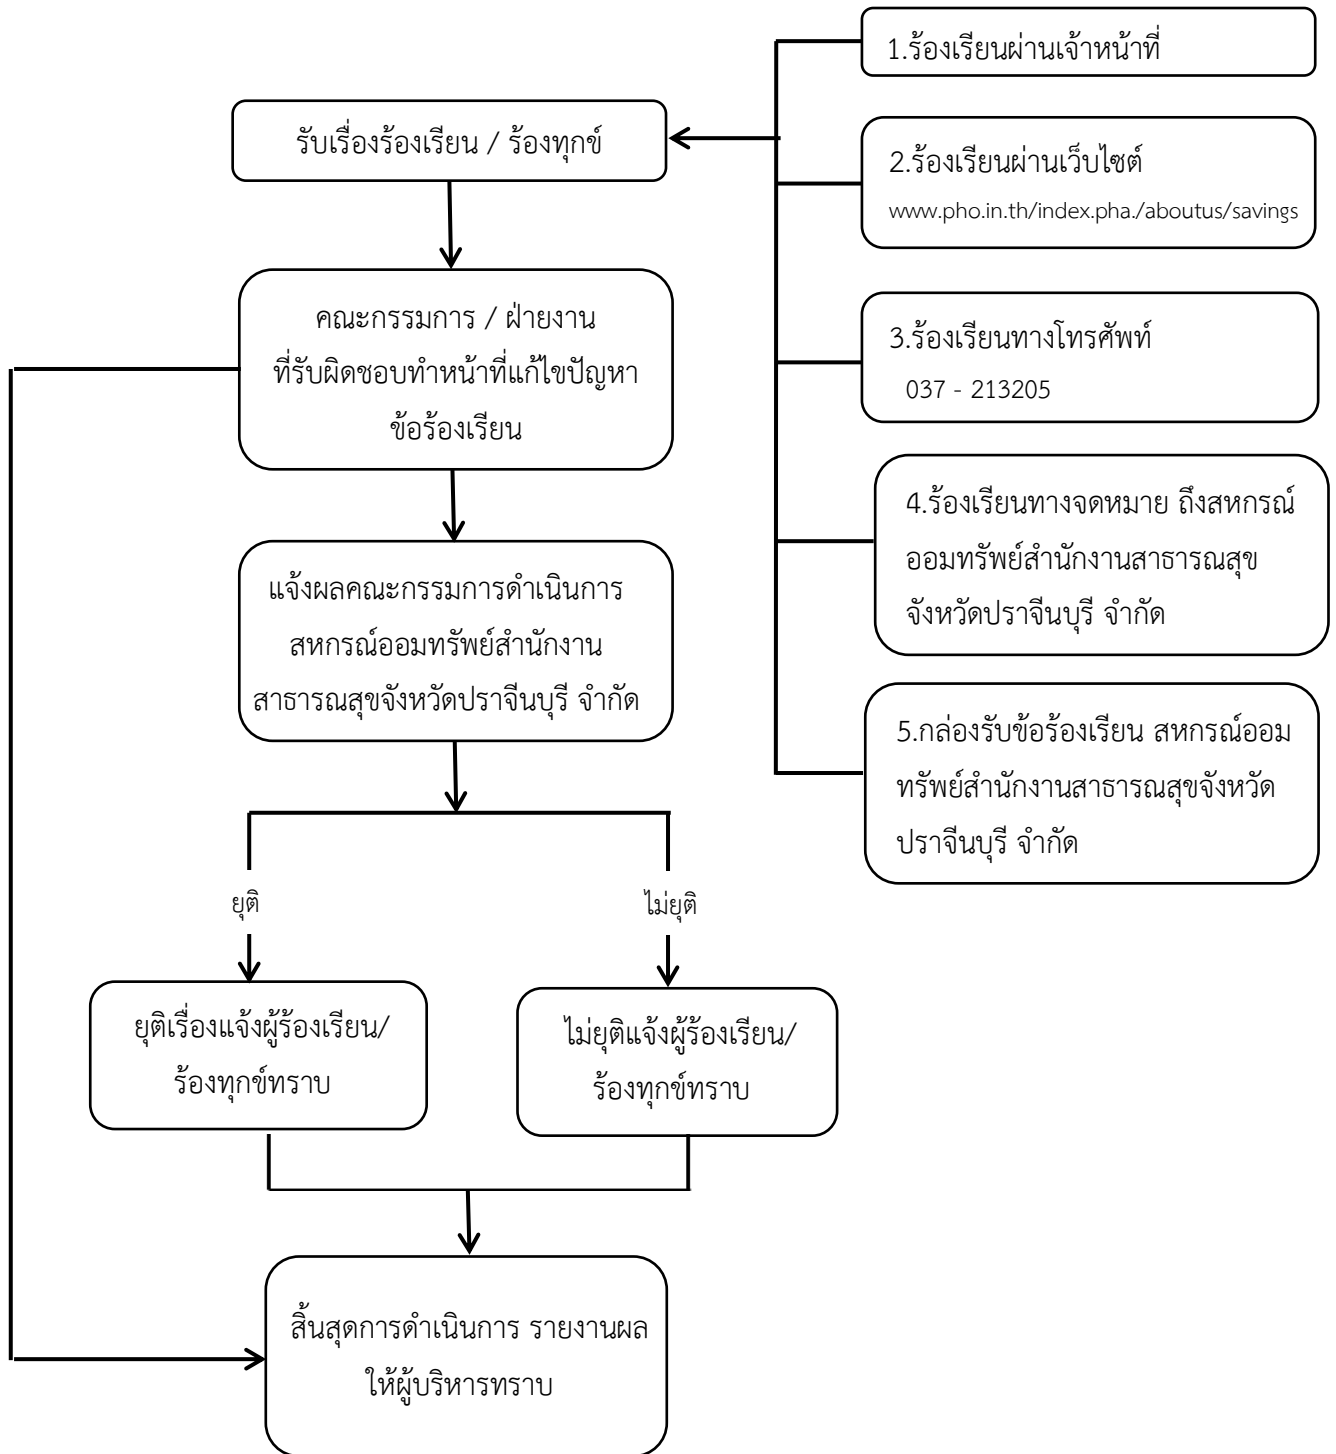 1.ร้องเรียนผ่านเจ้าหน้าที่
รับเรื่องร้องเรียน / ร้องทุกข์
2.ร้องเรียนผ่านเว็บไซต์
www.pho.in.th/index.pha./aboutus/savings
คณะกรรมการ / ฝ่ายงาน
ที่รับผิดชอบทำหน้าที่แก้ไขปัญหา
ข้อร้องเรียน
3.ร้องเรียนทางโทรศัพท์
037 - 213205
4.ร้องเรียนทางจดหมาย ถึงสหกรณ์
ออมทรัพย์สำนักงานสาธารณสุข
จังหวัดปราจีนบุรี จำกัด
แจ้งผลคณะกรรมการดำเนินการ
สหกรณ์ออมทรัพย์สำนักงาน
สาธารณสุขจังหวัดปราจีนบุรี จำกัด
5.กล่องรับข้อร้องเรียน สหกรณ์ออม
ทรัพย์สำนักงานสาธารณสุขจังหวัด
ปราจีนบุรี จำกัด
ยุติ
ไม่ยุติ
ยุติเรื่องแจ้งผู้ร้องเรียน/
ร้องทุกข์ทราบ
ไม่ยุติแจ้งผู้ร้องเรียน/
ร้องทุกข์ทราบ
สิ้นสุดการดำเนินการ รายงานผล
ให้ผู้บริหารทราบ